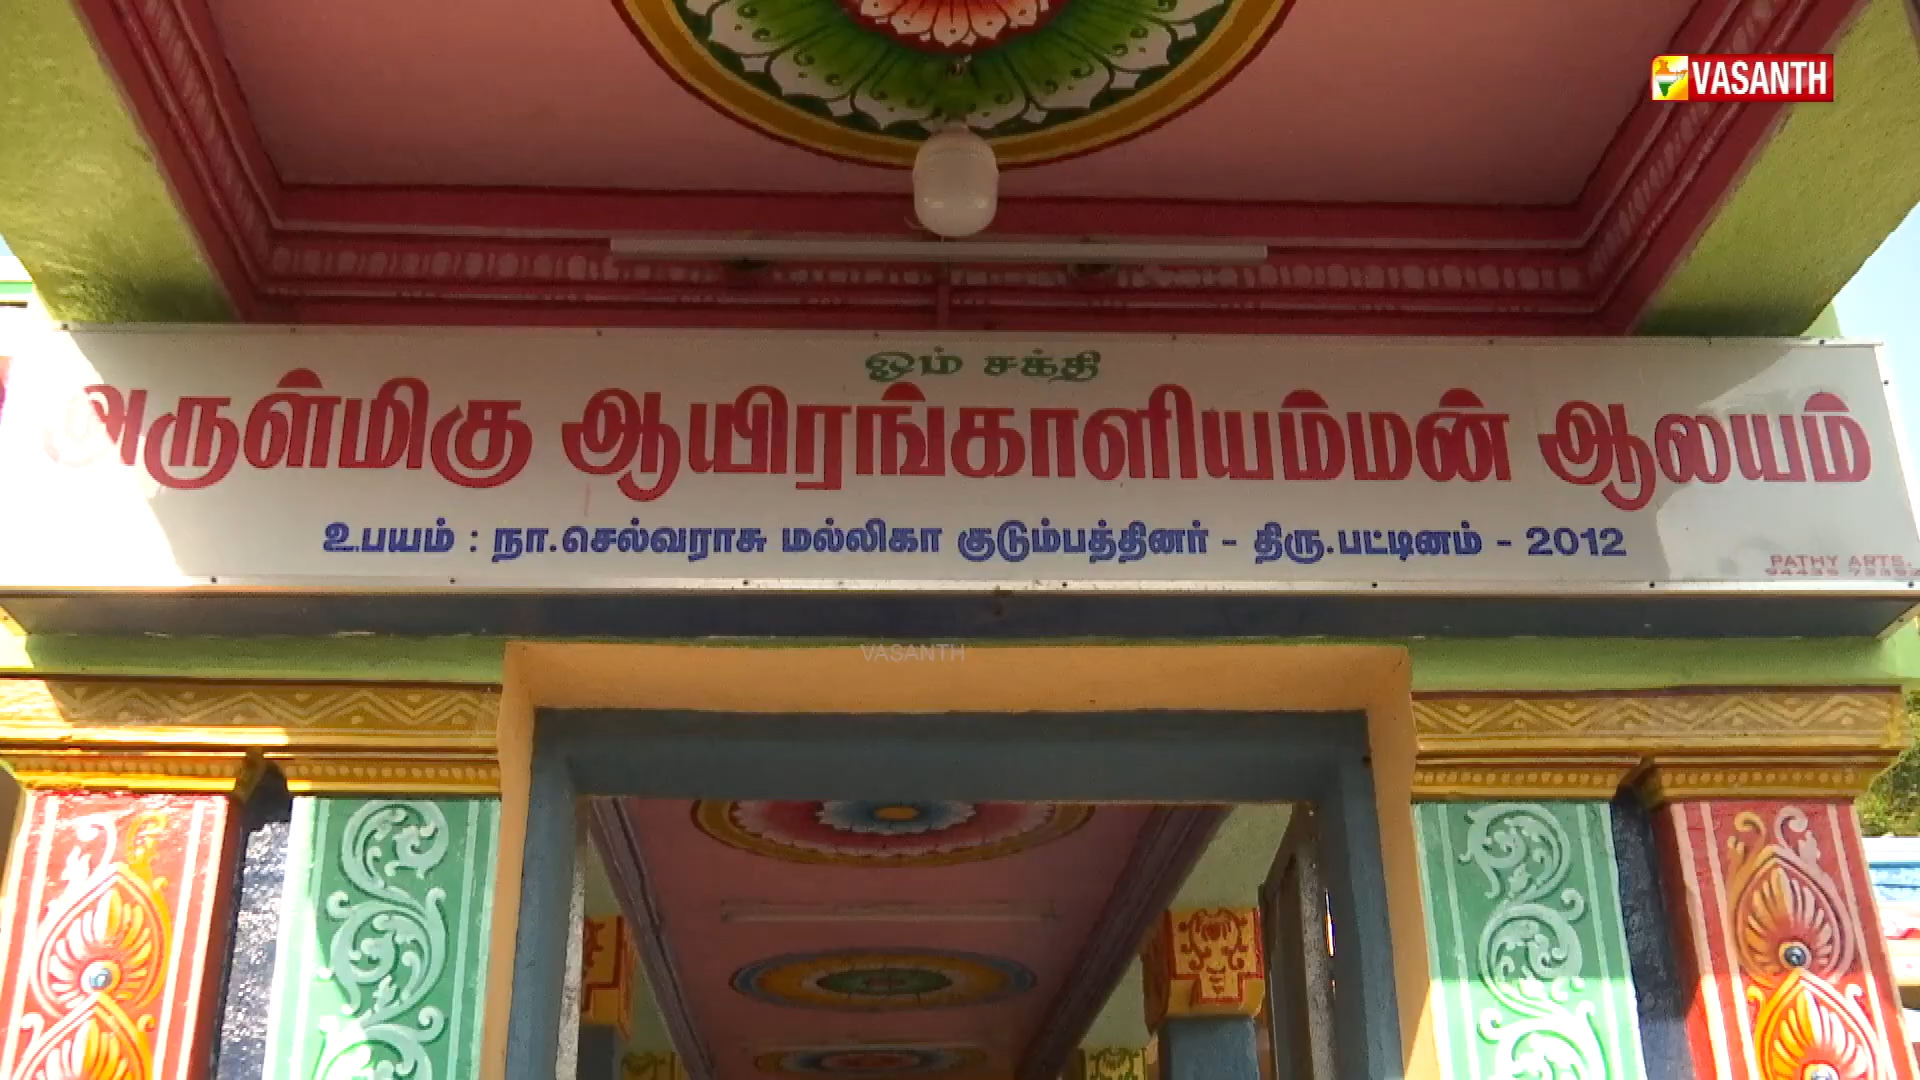 VASANTH
ஓம் சக்தி
அருள்மிகு ஆயிரங்காளியம்மன் ஆலயம்
உபயம் : நா.செல்வராசு மல்லிகா குடும்பத்தினர் - திரு.பட்டினம் - 2012
PATHY ARTS.
VASANTH